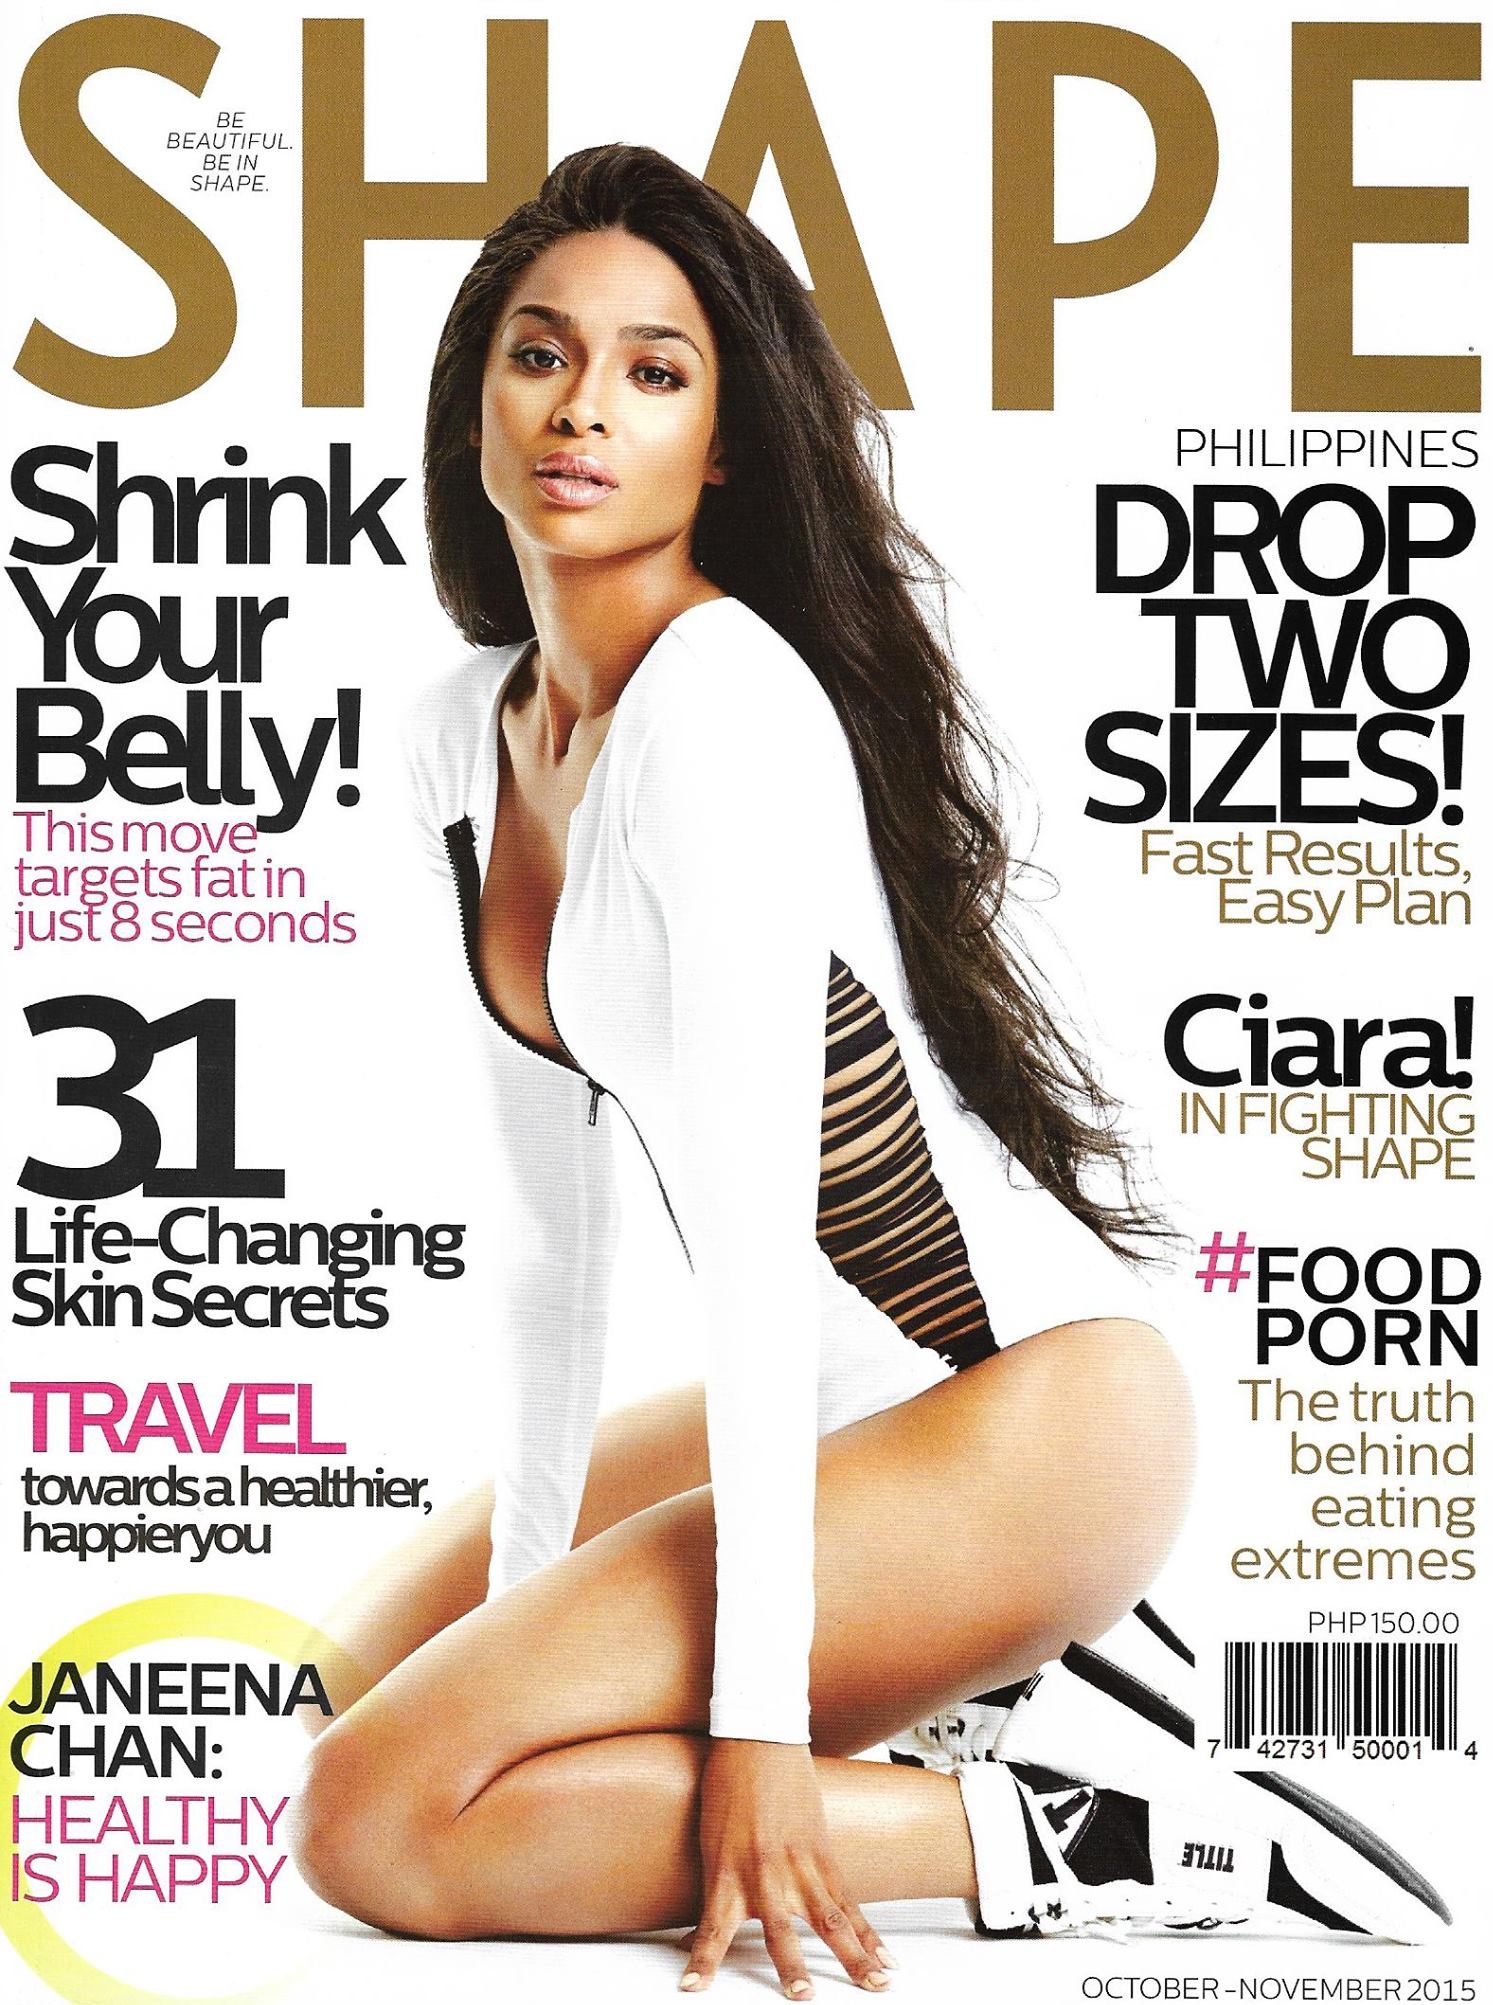 SHAPE
BE
BEAUTIFUL.
BE IN
SHAPE.
PHILIPPINES
Shrink
Your
Belly!
This move
targets fat in
just 8 seconds
31
Life-Changing
Skin Secrets
TRAVEL
towards a healthier,
happier you
JANEENA
CHAN:
HEALTHY
IS HAPPY
DROP
TWO
SIZES!
Fast Results,
Easy Plan
Ciara!
IN FIGHTING
SHAPE
#FOOD
PORN
The truth
behind
eating
extremes
PHP150.00
7 42731 50001 4
TITLE
OCTOBER-NOVEMBER 2015